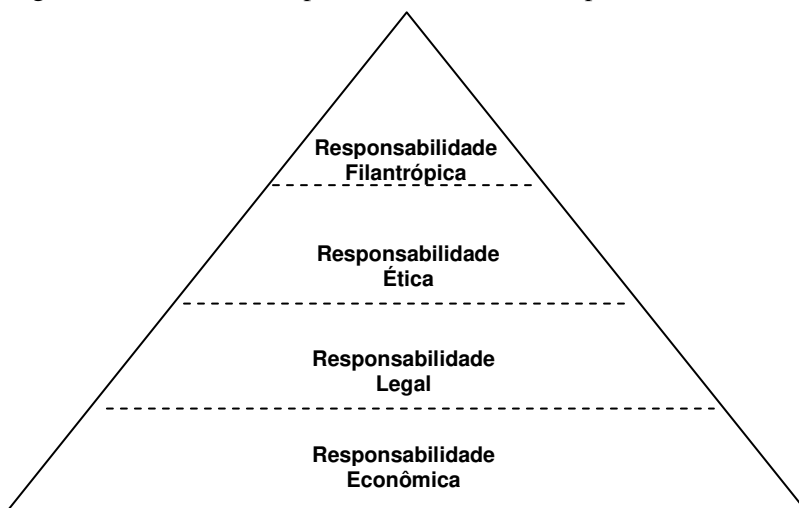 Responsabilidade
Filantrópica
Responsabilidade
Ética
Responsabilidade
Legal
Responsabilidade
Econômica